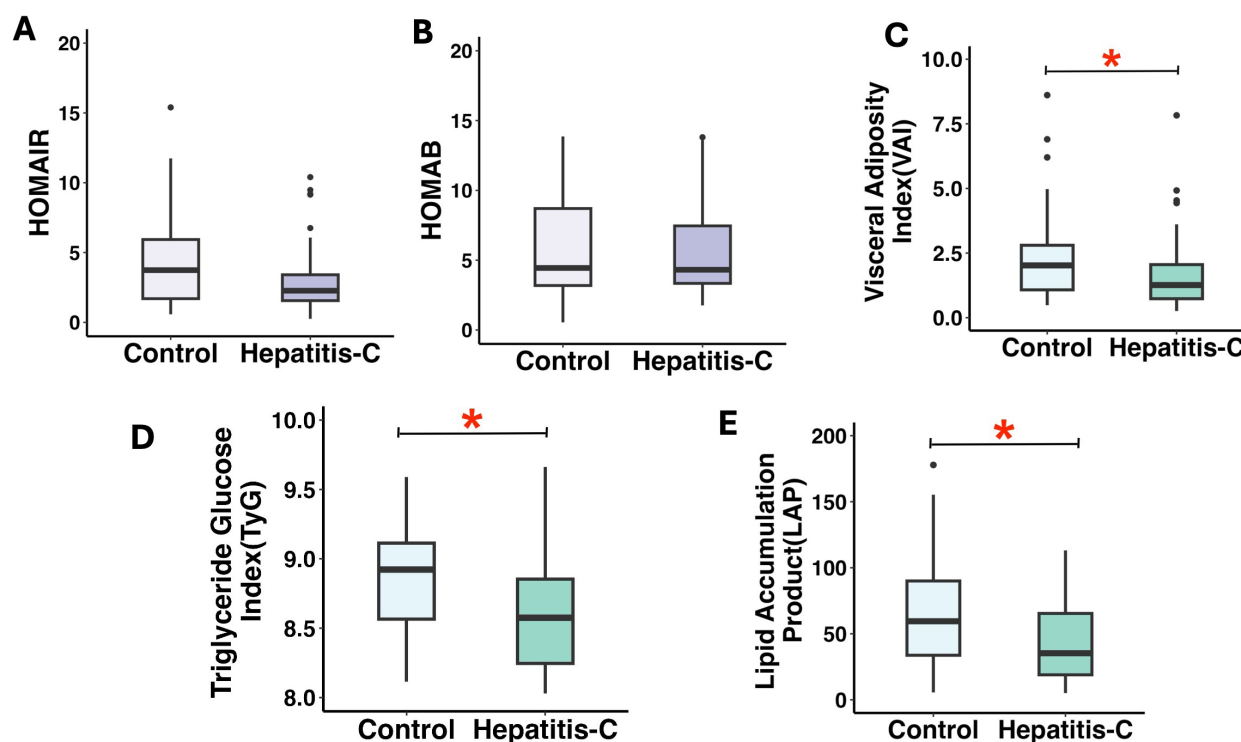 A
HOMAIR
20
15
10
5
0
Control Hepatitis-C
B
HOMAB
20
15
10
5
0
Control Hepatitis-C
C
Visceral Adiposity
Index(VAI)
10.0
7.5
5.0
2.5
0.0
*
Control Hepatitis-C
D
Triglyceride Glucose
Index(TyG)
10.0
9.5
9.0
8.5
8.0
*
Control Hepatitis-C
E
Lipid Accumulation
Product(LAP)
200
150
100
50
0
*
Control Hepatitis-C